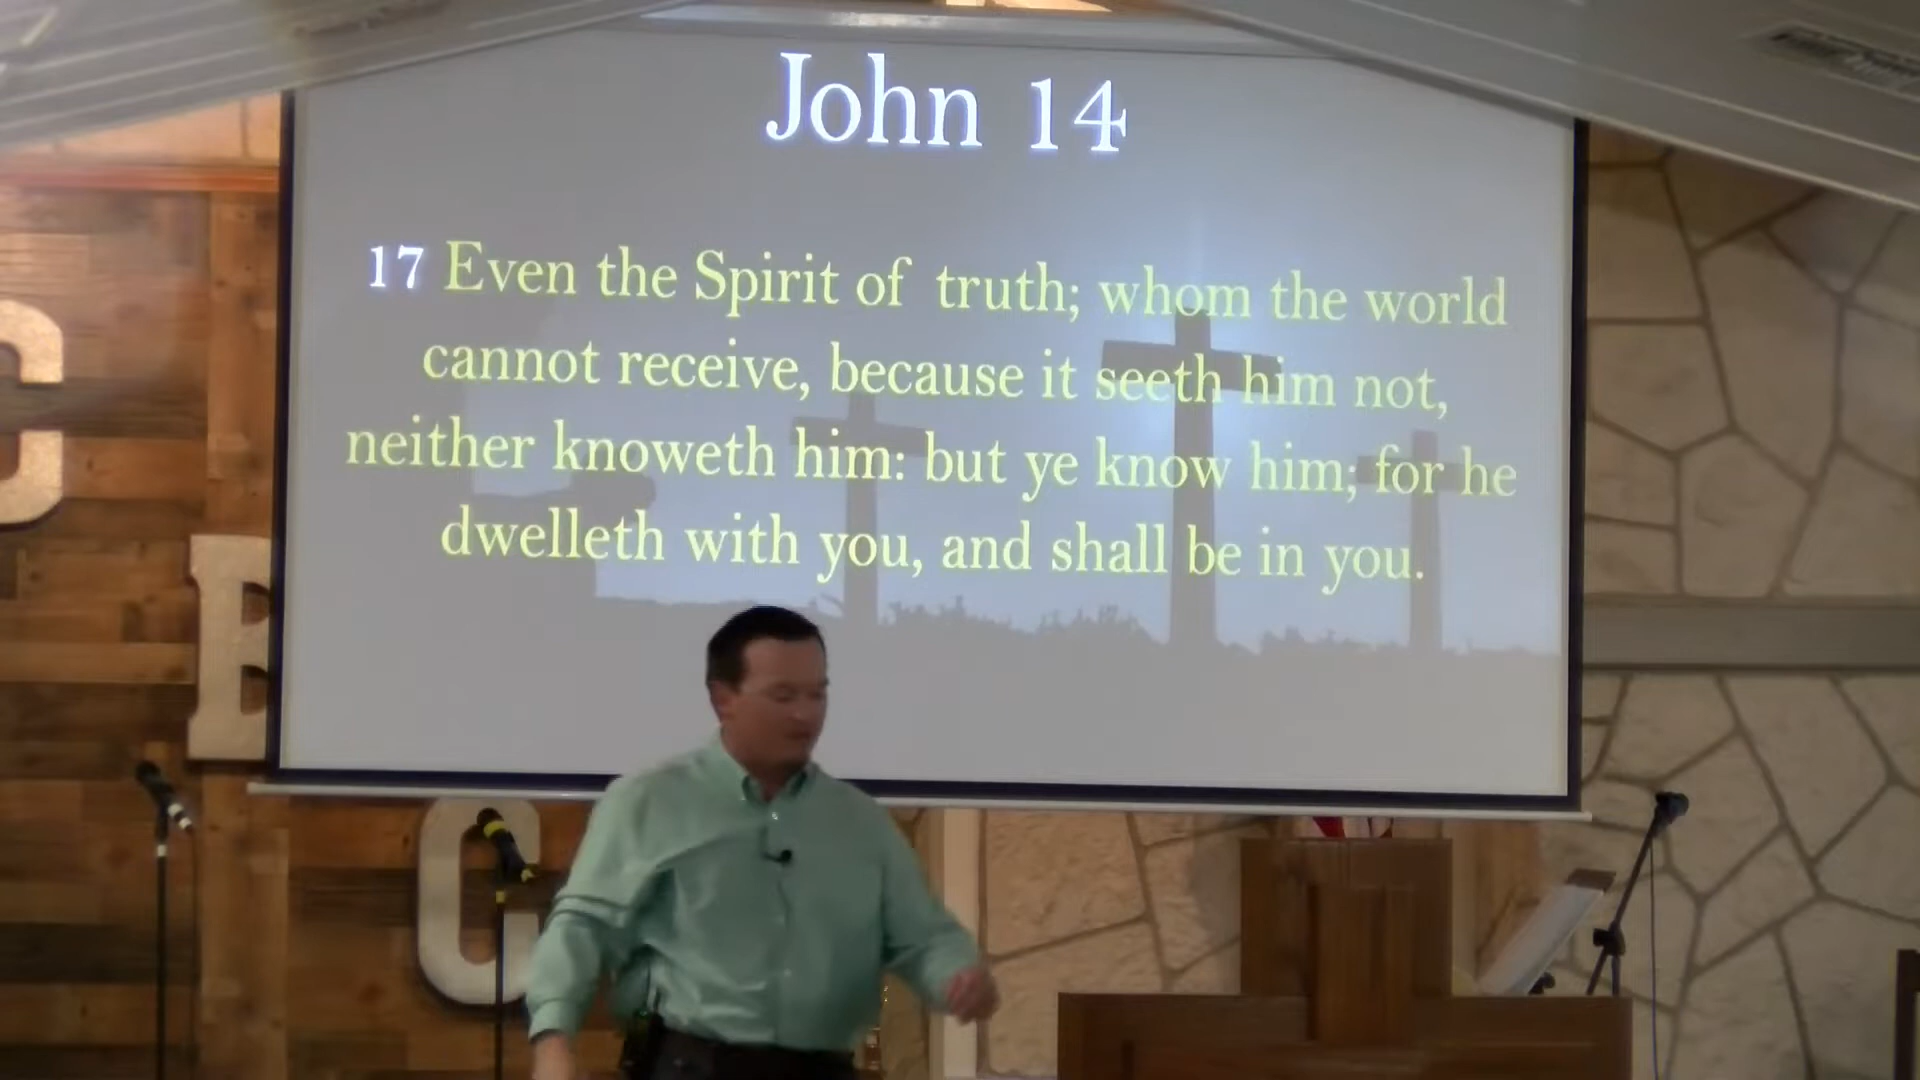 John 14
17 Even the Spirit of truth; whom the world
cannot receive, because it seeth him not,
neither knoweth him: but ye know him; for he
dwelleth with you, and shall be in you.
C
B
C